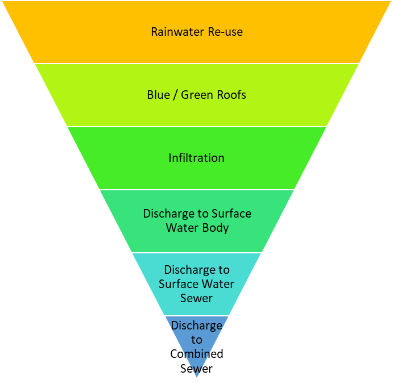 Rainwater Re-use
Blue / Green Roofs
Infiltration
Discharge to Surface
Water Body
Discharge to
Surface Water
Sewer
Discharge
to
Combined
Sewer